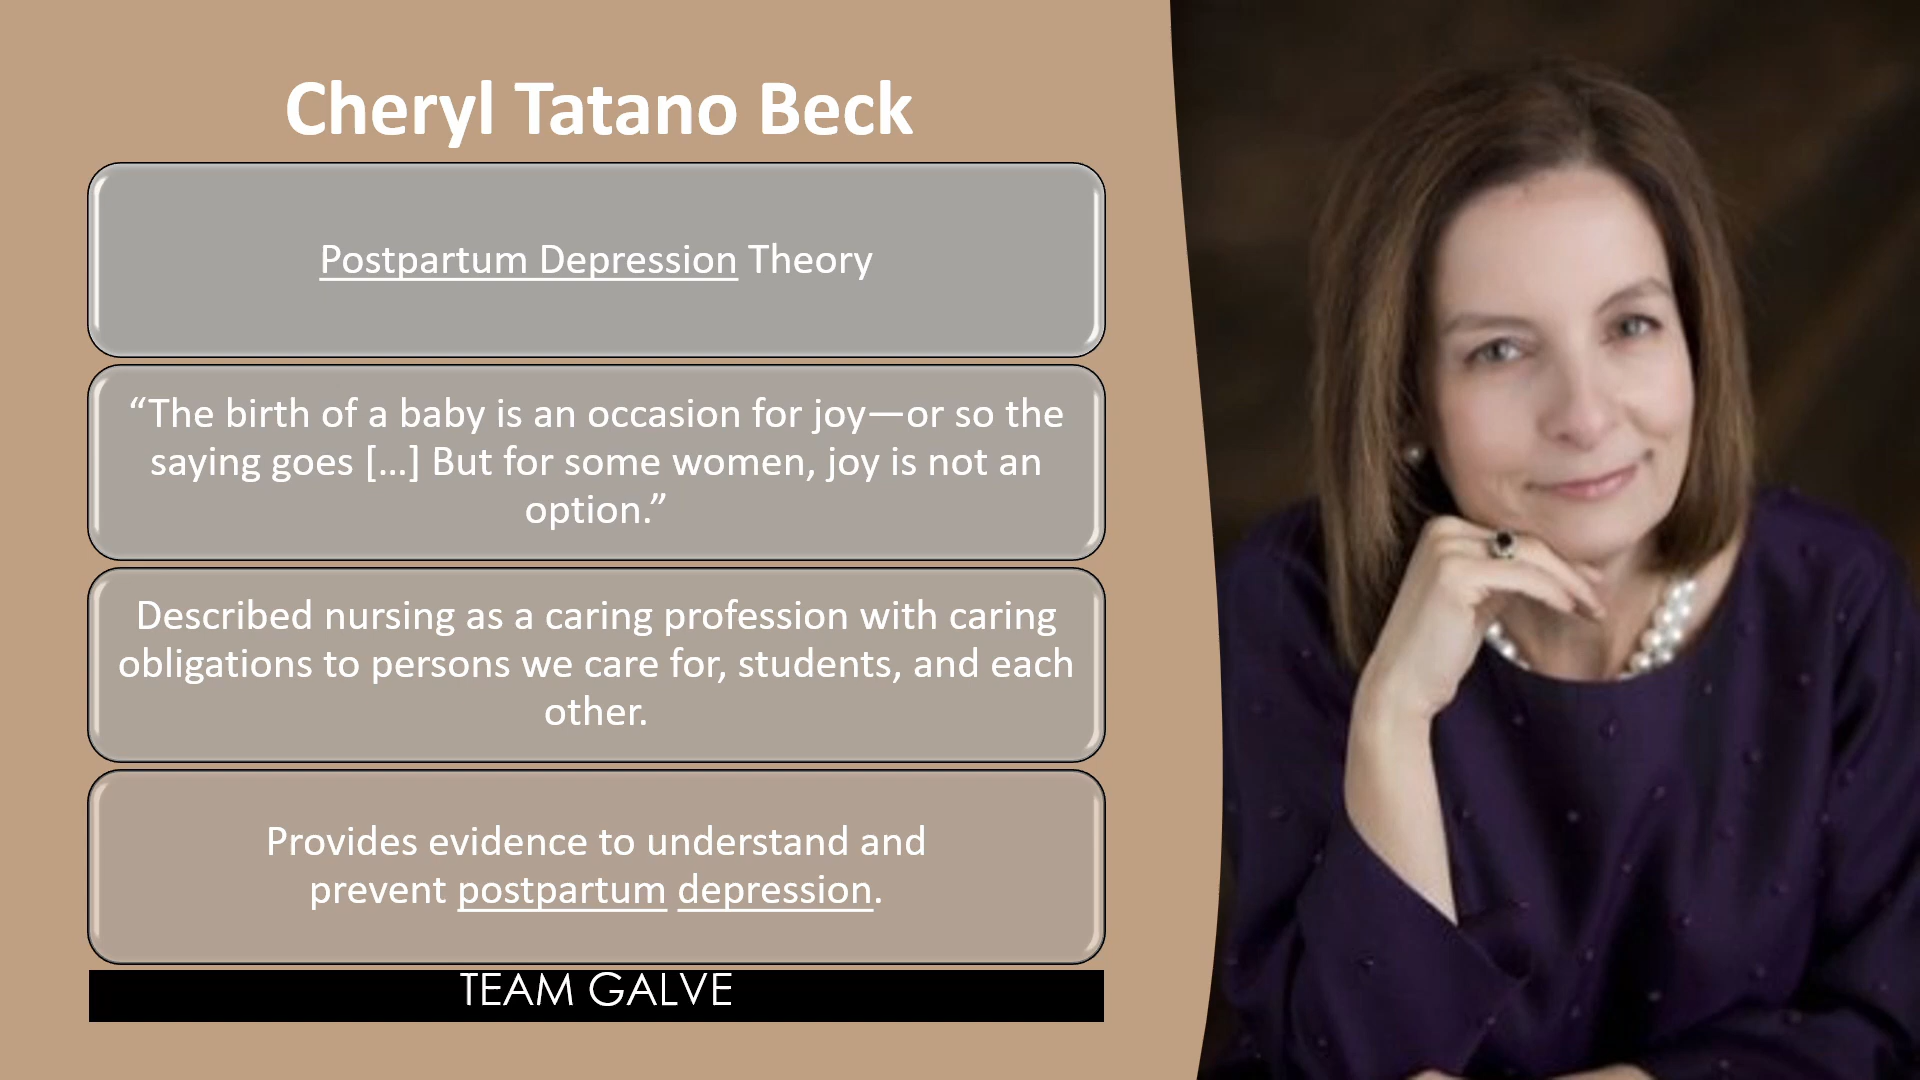 Cheryl Tatano Beck
Postpartum Depression Theory
“The birth of a baby is an occasion for joy—or so the
saying goes [...] But for some women, joy is not an
option.”
Described nursing as a caring profession with caring
obligations to persons we care for, students, and each
other.
Provides evidence to understand and
prevent postpartum depression.
TEAM GALVE